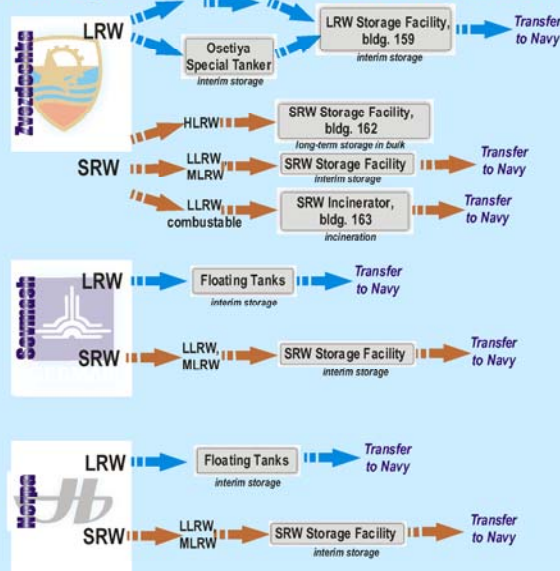 LRW
LRW Storage Facility,
bldg. 159
interim storage
Transfer
to Navy
Osetiya
Special Tanker
interim storage
Zvezdochka
SRW
HLRW
SRW Storage Facility,
bldg. 162
long-term storage in bulk
LLRW,
MLRW
SRW Storage Facility
interim storage
Transfer
to Navy
LLRW
combustable
SRW Incinerator,
bldg. 163
incineration
Transfer
to Navy
Sevmash
LRW
Floating Tanks
interim storage
Transfer
to Navy
SRW
LLRW,
MLRW
SRW Storage Facility
interim storage
Transfer
to Navy
Nerpa
LRW
Floating Tanks
interim storage
Transfer
to Navy
SRW
LLRW,
MLRW
SRW Storage Facility
interim storage
Transfer
to Navy